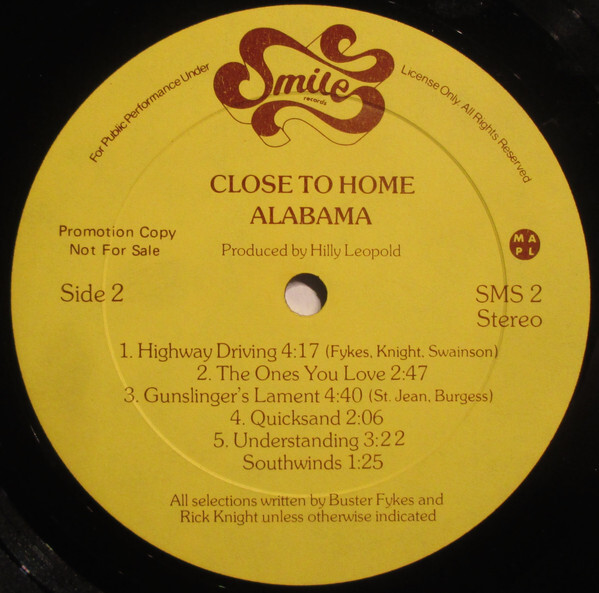 For Public Performance Under
Smile
records
License Only. All Rights Reserved
CLOSE TO HOME
ALABAMA
Promotion Copy
Not For Sale
Produced by Hilly Leopold
M A
P L
Side 2
SMS 2
Stereo
1. Highway Driving 4:17 (Fykes, Knight, Swainson)
2. The Ones You Love 2:47
3. Gunslinger's Lament 4:40 (St. Jean, Burgess)
4. Quicksand 2:06
5. Understanding 3:22
Southwinds 1:25
All selections written by Buster Fykes and
Rick Knight unless otherwise indicated